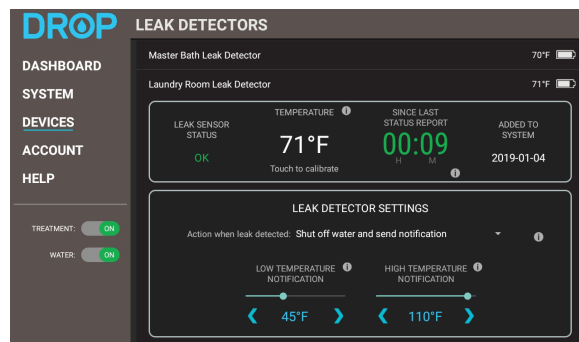 DROP
LEAK DETECTORS
DASHBOARD
SYSTEM
DEVICES
ACCOUNT
HELP
TREATMENT: ON
WATER: ON
Master Bath Leak Detector 70°F
Laundry Room Leak Detector 71°F
LEAK SENSOR
STATUS
OK
TEMPERATURE i
71°F
Touch to calibrate
SINCE LAST
STATUS REPORT
00:09
H M
i
ADDED TO
SYSTEM
2019-01-04
LEAK DETECTOR SETTINGS
Action when leak detected: Shut off water and send notification i
LOW TEMPERATURE i
NOTIFICATION
45°F
HIGH TEMPERATURE i
NOTIFICATION
110°F